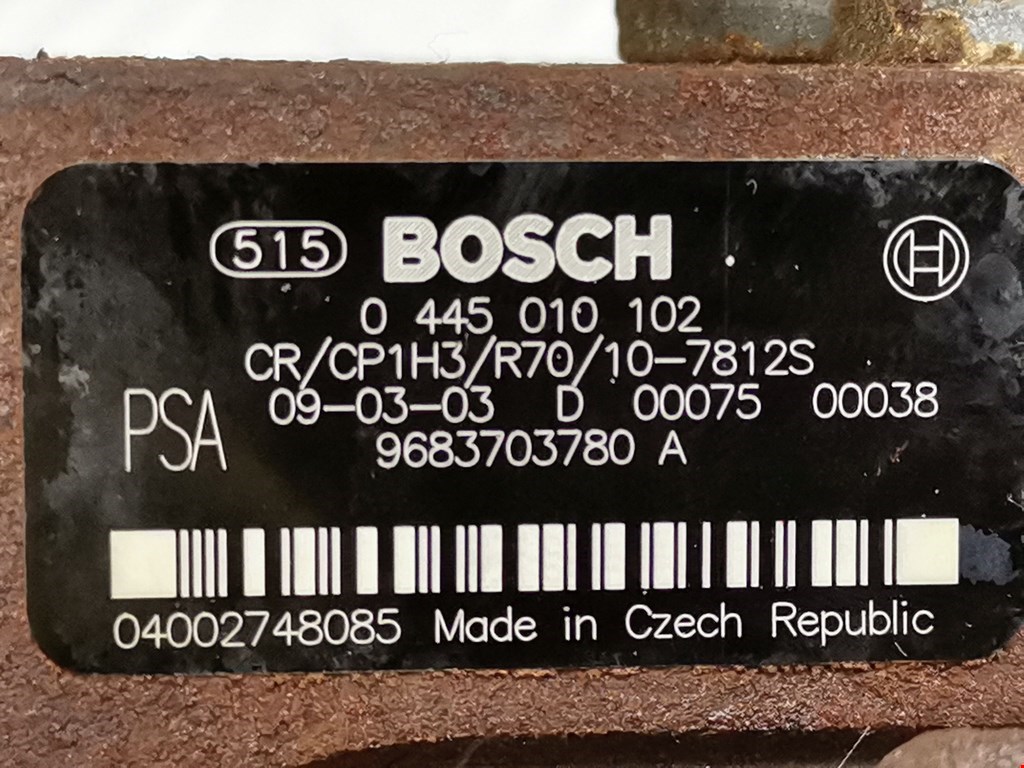 515 BOSCH
0 445 010 102
CR/CP1H3/R70/10-7812S
PSA 09-03-03 D 00075 00038
9683703780 A
04002748085 Made in Czech Republic